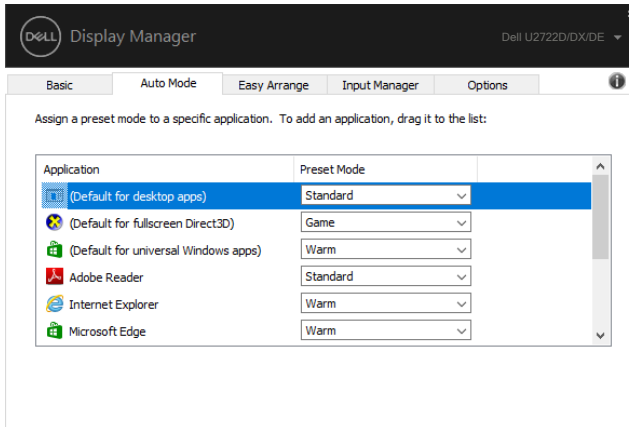 DELL Display Manager Dell U2722D/DX/DE
Basic Auto Mode Easy Arrange Input Manager Options
Assign a preset mode to a specific application. To add an application, drag it to the list:
Application Preset Mode
(Default for desktop apps) Standard
(Default for fullscreen Direct3D) Game
(Default for universal Windows apps) Warm
Adobe Reader Standard
Internet Explorer Warm
Microsoft Edge Warm